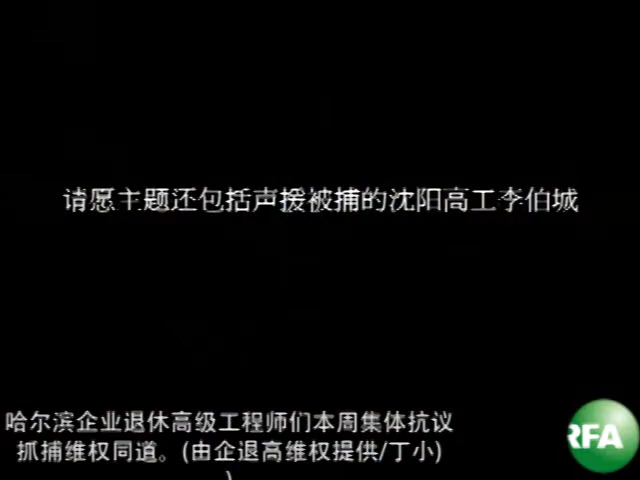 请愿主题还包括声援被捕的沈阳高工李伯城
哈尔滨企业退休高级工程师们本周集体抗议
抓捕维权同道。(由企退高维权提供/丁小)
)
RFA